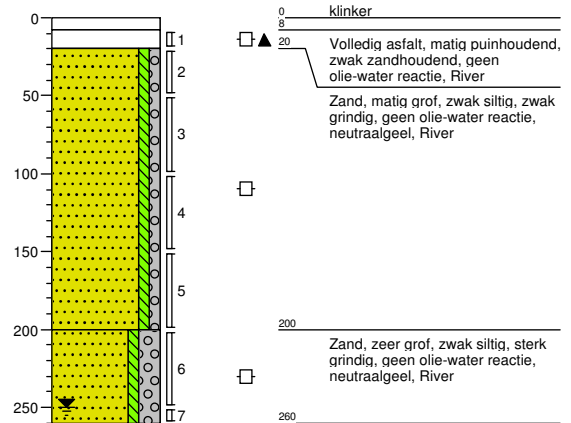 0
50
100
150
200
250
1
2
3
4
5
6
7
0
klinker
8
20
Volledig asfalt, matig puinhoudend,
zwak zandhoudend, geen
olie-water reactie, River
Zand, matig grof, zwak siltig, zwak
grindig, geen olie-water reactie,
neutraalgeel, River
200
Zand, zeer grof, zwak siltig, sterk
grindig, geen olie-water reactie,
neutraalgeel, River
260